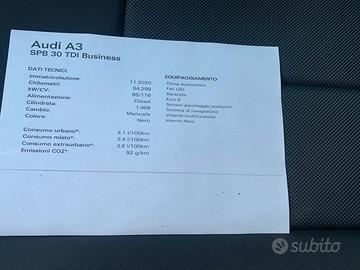 Audi A3
SPB 30 TDI Business
DATI TECNICI:
Immatricolazione: 11.2020
Chilometri: 84.299
kW/CV: 85/116
Alimentazione: Diesel
Cilindrata: 1.968
Cambio: Manuale
Colore: Nero
Consumo urbano*: 4.1 l/100km
Consumo misto*: 3.4 l/100km
Consumo extraurbano*: 3.6 l/100km
Emissioni CO2*: 92 g/km
EQUIPAGGIAMENTO:
Clima automatico
Fari LED
Garanzia
Euro 6
Sensori parcheggio posteriori
Sistema di navigazione
Volante multifunzione
Interno Nero
subito